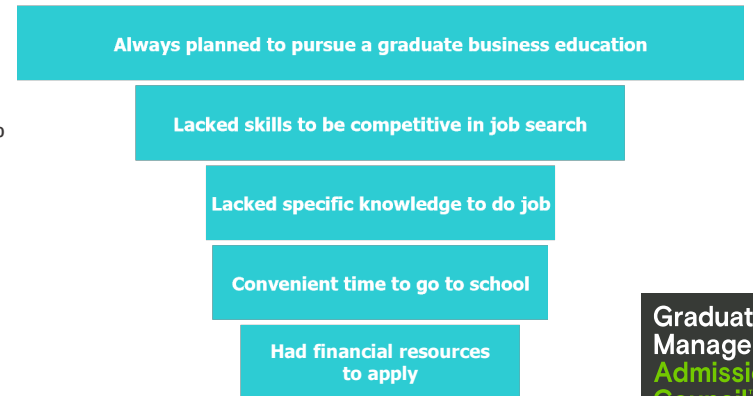 Always planned to pursue a graduate business education
Lacked skills to be competitive in job search
Lacked specific knowledge to do job
Convenient time to go to school
Had financial resources
to apply
Graduat
Manage
Admissi